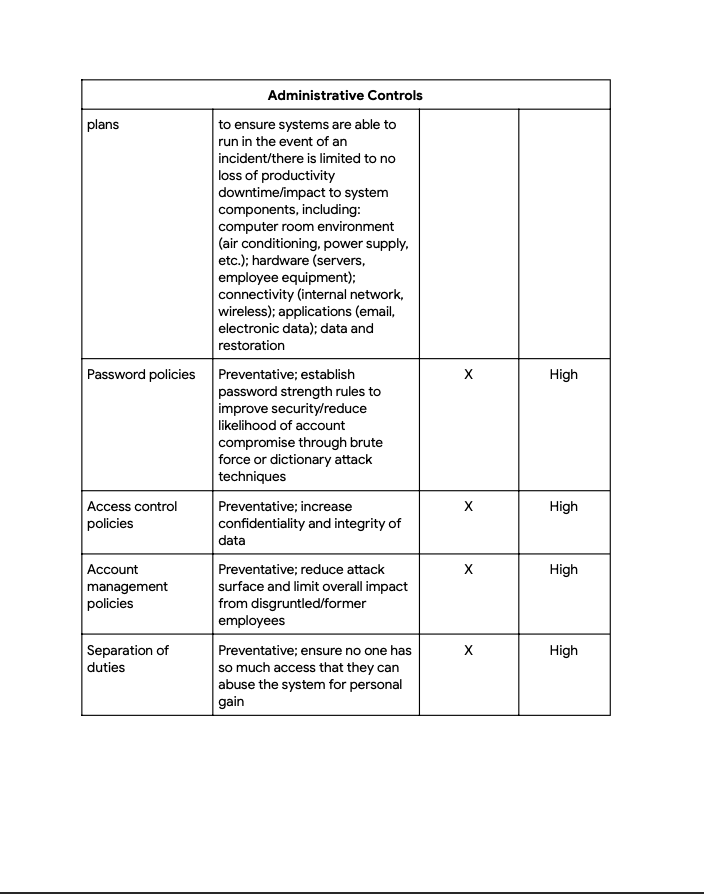 Administrative Controls
plans
to ensure systems are able to
run in the event of an
incident/there is limited to no
loss of productivity
downtime/impact to system
components, including:
computer room environment
(air conditioning, power supply,
etc.); hardware (servers,
employee equipment);
connectivity (internal network,
wireless); applications (email,
electronic data); data and
restoration
Password policies
Preventative; establish
password strength rules to
improve security/reduce
likelihood of account
compromise through brute
force or dictionary attack
techniques
X
High
Access control
policies
Preventative; increase
confidentiality and integrity of
data
X
High
Account
management
policies
Preventative; reduce attack
surface and limit overall impact
from disgruntled/former
employees
X
High
Separation of
duties
Preventative; ensure no one has
so much access that they can
abuse the system for personal
gain
X
High